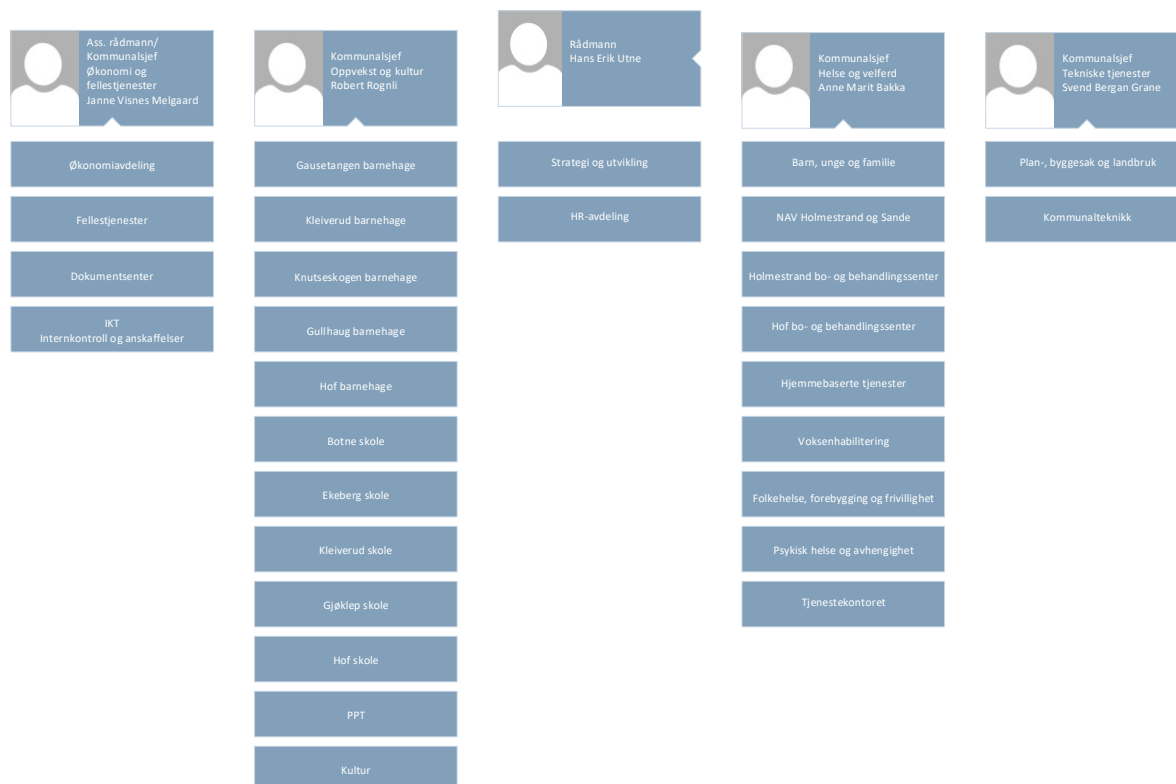 Ass. rådmann/
Kommunalsjef
Økonomi og
fellestjenester
Janne Visnes Melgaard
Økonomiavdeling
Fellestjenester
Dokumentsenter
IKT
Internkontroll og anskaffelser
Kommunalsjef
Oppvekst og kultur
Robert Rognli
Gausetangen barnehage
Kleiverud barnehage
Knutseskogen barnehage
Gullhaug barnehage
Hof barnehage
Botne skole
Ekeberg skole
Kleiverud skole
Gjøklep skole
Hof skole
PPT
Kultur
Rådmann
Hans Erik Utne
Strategi og utvikling
HR-avdeling
Kommunalsjef
Helse og velferd
Anne Marit Bakka
Barn, unge og familie
NAV Holmestrand og Sande
Holmestrand bo- og behandlingssenter
Hof bo- og behandlingssenter
Hjemmebaserte tjenester
Voksenhabilitering
Folkehelse, forebygging og frivillighet
Psykisk helse og avhengighet
Tjenestekontoret
Kommunalsjef
Tekniske tjenester
Svend Bergan Grane
Plan-, byggesak og landbruk
Kommunalteknikk